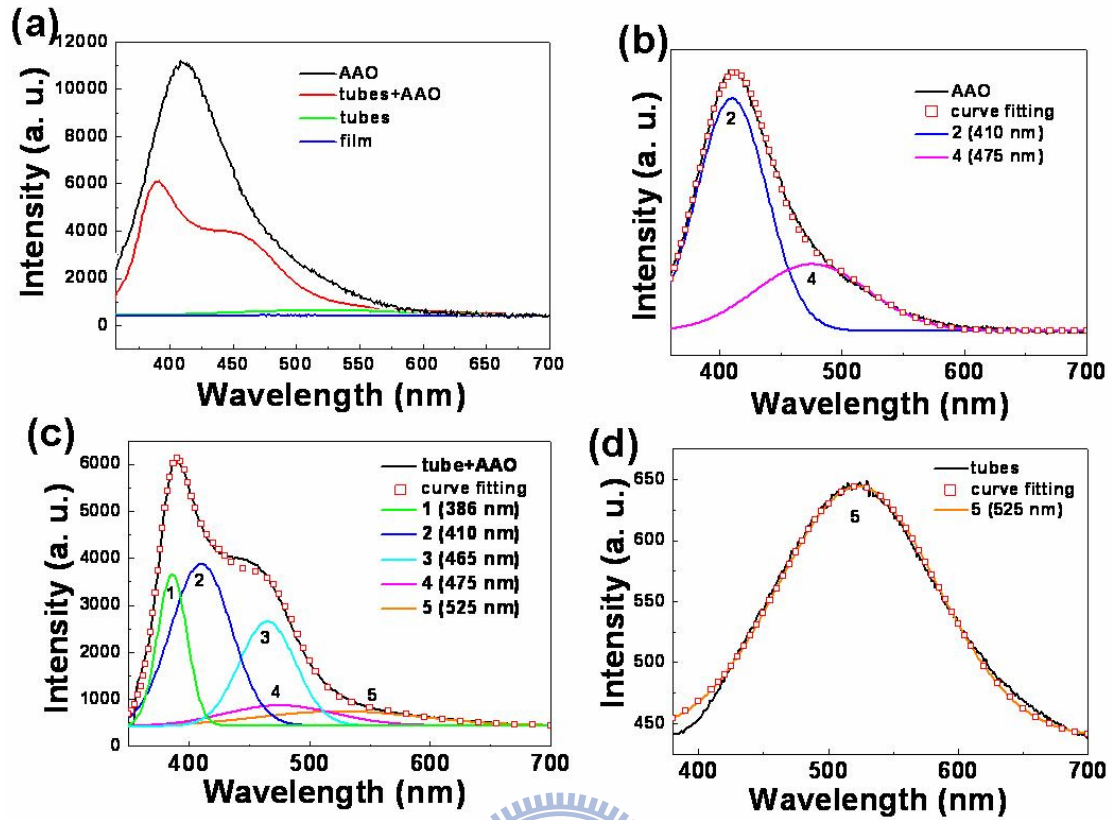 (a)
12000
10000
8000
6000
4000
2000
0
Intensity (a. u.)
AAO
tubes+AAO
tubes
film
400 450 500 550 600 650 700
Wavelength (nm)
(b)
Intensity (a. u.)
AAO
curve fitting
2 (410 nm)
4 (475 nm)
2
4
400 500 600 700
Wavelength (nm)
(c)
6000
5000
4000
3000
2000
1000
0
Intensity (a. u.)
tube+AAO
curve fitting
1 (386 nm)
2 (410 nm)
3 (465 nm)
4 (475 nm)
5 (525 nm)
1
2
3
4
5
400 500 600 700
Wavelength (nm)
(d)
650
600
550
500
450
Intensity (a. u.)
tubes
curve fitting
5 (525 nm)
5
400 500 600 700
Wavelength (nm)